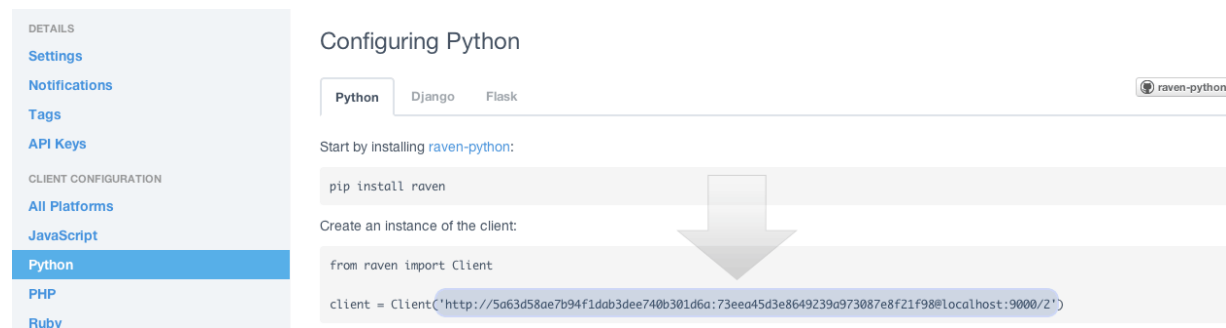 DETAILS
Settings
Notifications
Tags
API Keys
CLIENT CONFIGURATION
All Platforms
JavaScript
Python
PHP
Ruby
Configuring Python
Python Django Flask
raven-python
Start by installing raven-python:
pip install raven
Create an instance of the client:
from raven import Client
client = Client('http://5a63d58ae7b94f1dab3dee740b301d6a:73eea45d3e8649239a973087e8f21f98@localhost:9000/2')